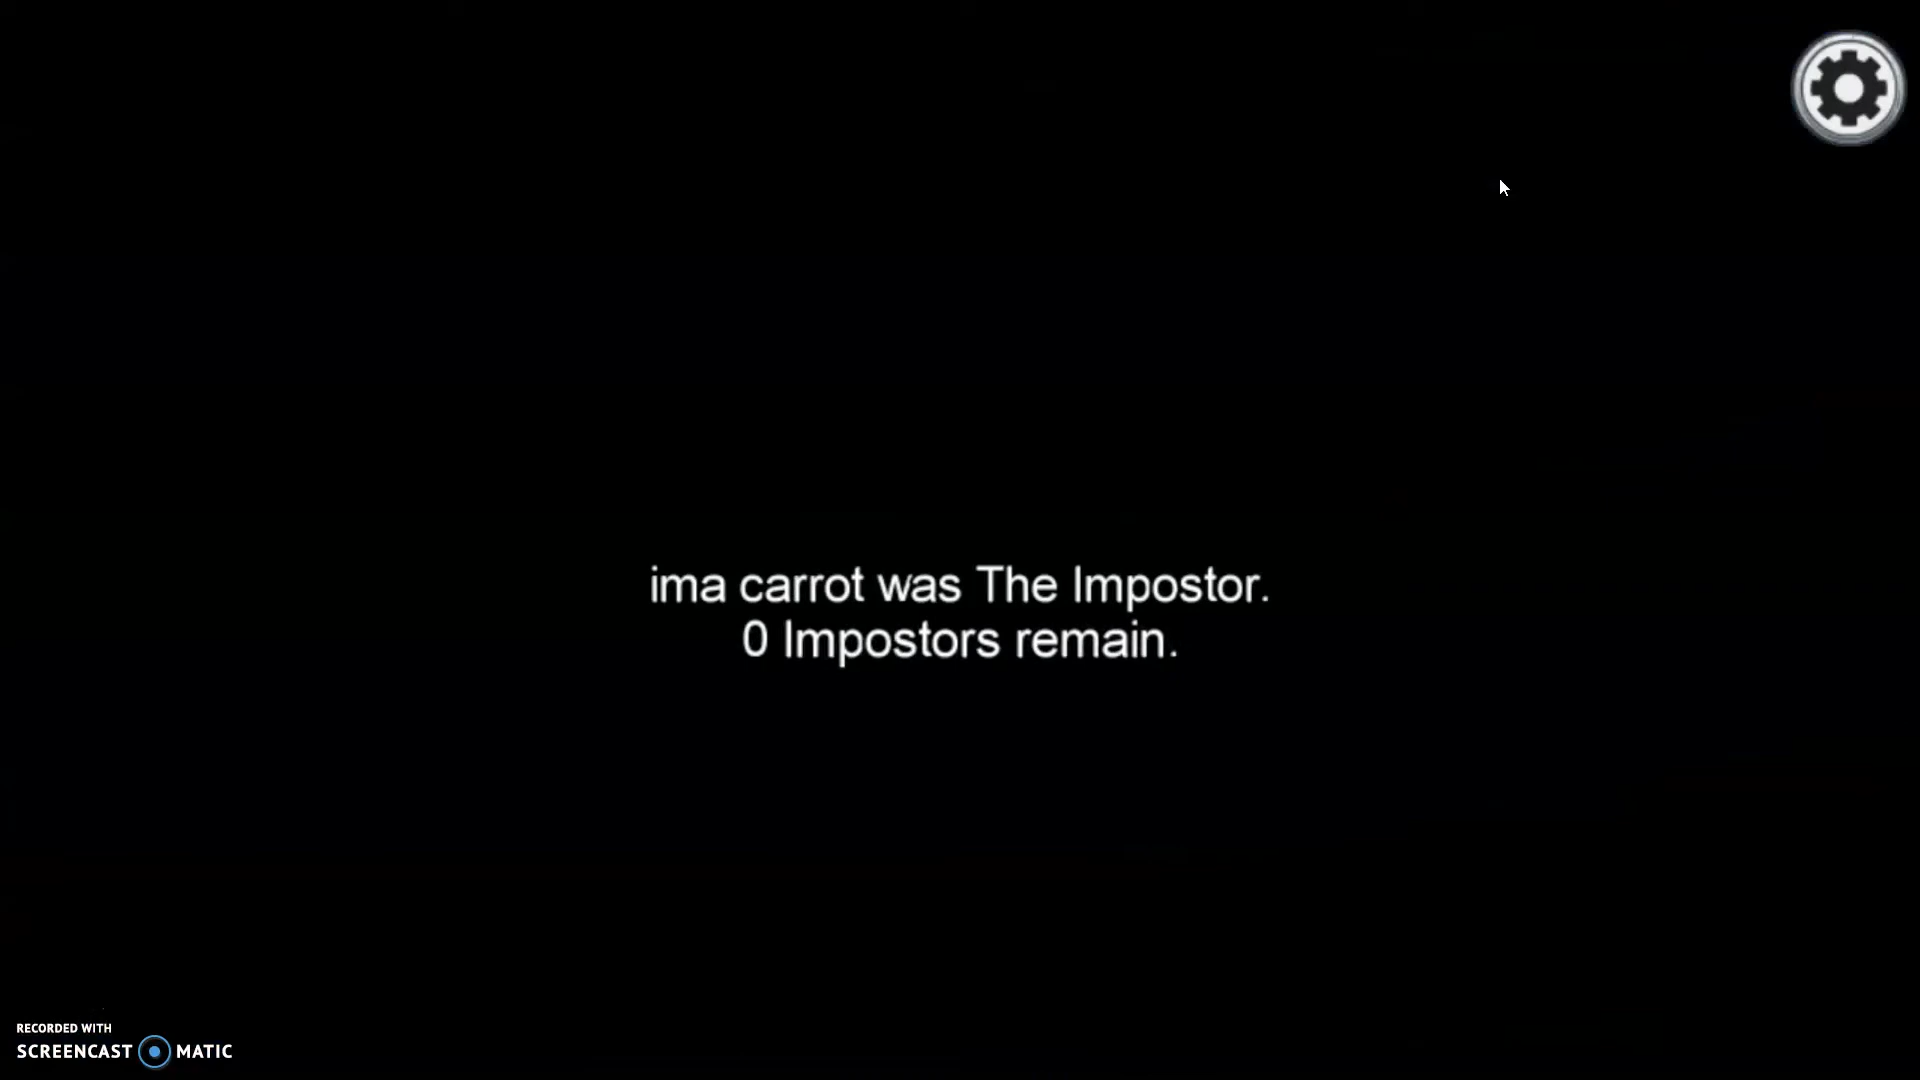 ima carrot was The Impostor.
0 Impostors remain.
RECORDED WITH
SCREENCAST MATIC